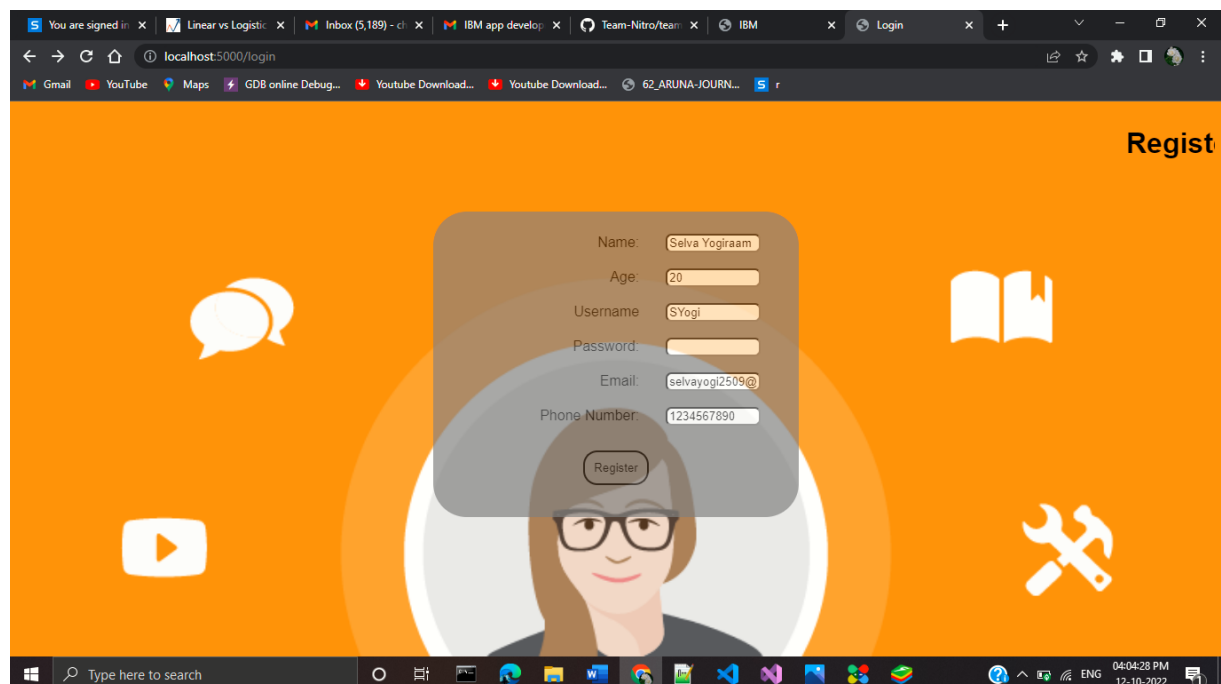 You are signed in
Linear vs Logistic
Inbox (5,189) - ch
IBM app develop
Team-Nitro/team
IBM
Login
localhost:5000/login
Gmail
YouTube
Maps
GDB online Debug...
Youtube Download...
Youtube Download...
62_ARUNA-JOURN...
S r
Regist
Name: Selva Yogiraam
Age: 20
Username SYogi
Password:
Email: selvayogi2509@
Phone Number: 1234567890
Register
Type here to search
ENG
04:04:28 PM
12-10-2022